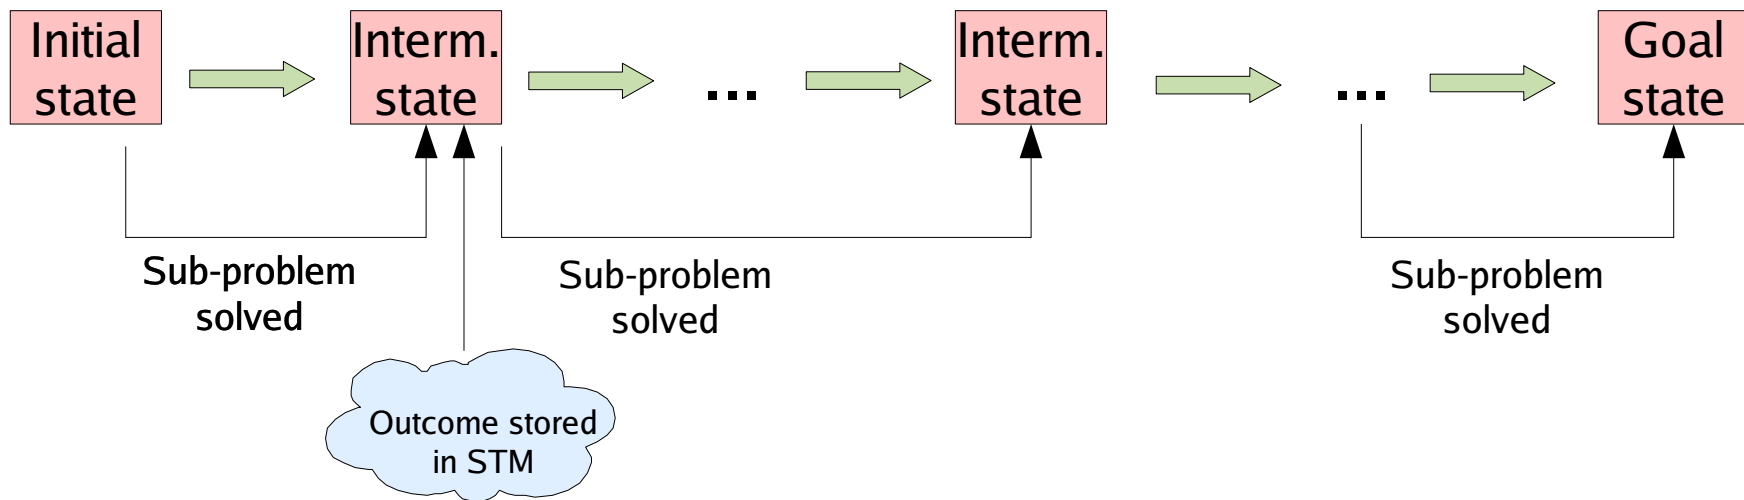 Initial
state
Interm.
state
...
Interm.
state
...
Goal
state
Sub-problem
solved
Sub-problem
solved
Sub-problem
solved
Outcome stored
in STM